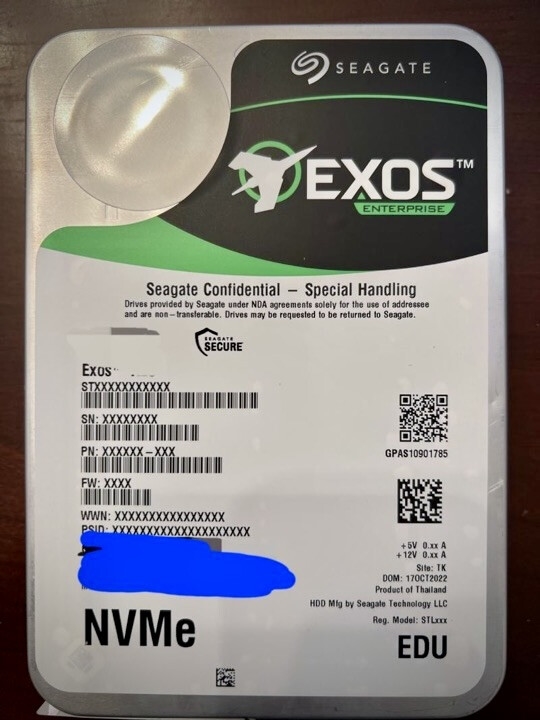 SEAGATE
EXOS™
ENTERPRISE
Seagate Confidential – Special Handling
Drives provided by Seagate under NDA agreements solely for the use of addressee
and are non–transferable. Drives may be requested to be returned to Seagate.
SEAGATE
SECURE
Exos
STXXXXXXXXXXX
SN: XXXXXXXX
PN: XXXXXX–XXX
FW: XXXX
WWN: XXXXXXXXXXXXXXXX
PSID: XXXXXXXXXXXXXXXXXXXX
GPAS10901785
+5V 0.xx A
+12V 0.xx A
Site: TK
DOM: 17OCT2022
Product of Thailand
HDD Mfg by Seagate Technology LLC
Reg. Model: STLxxx
NVMe
EDU